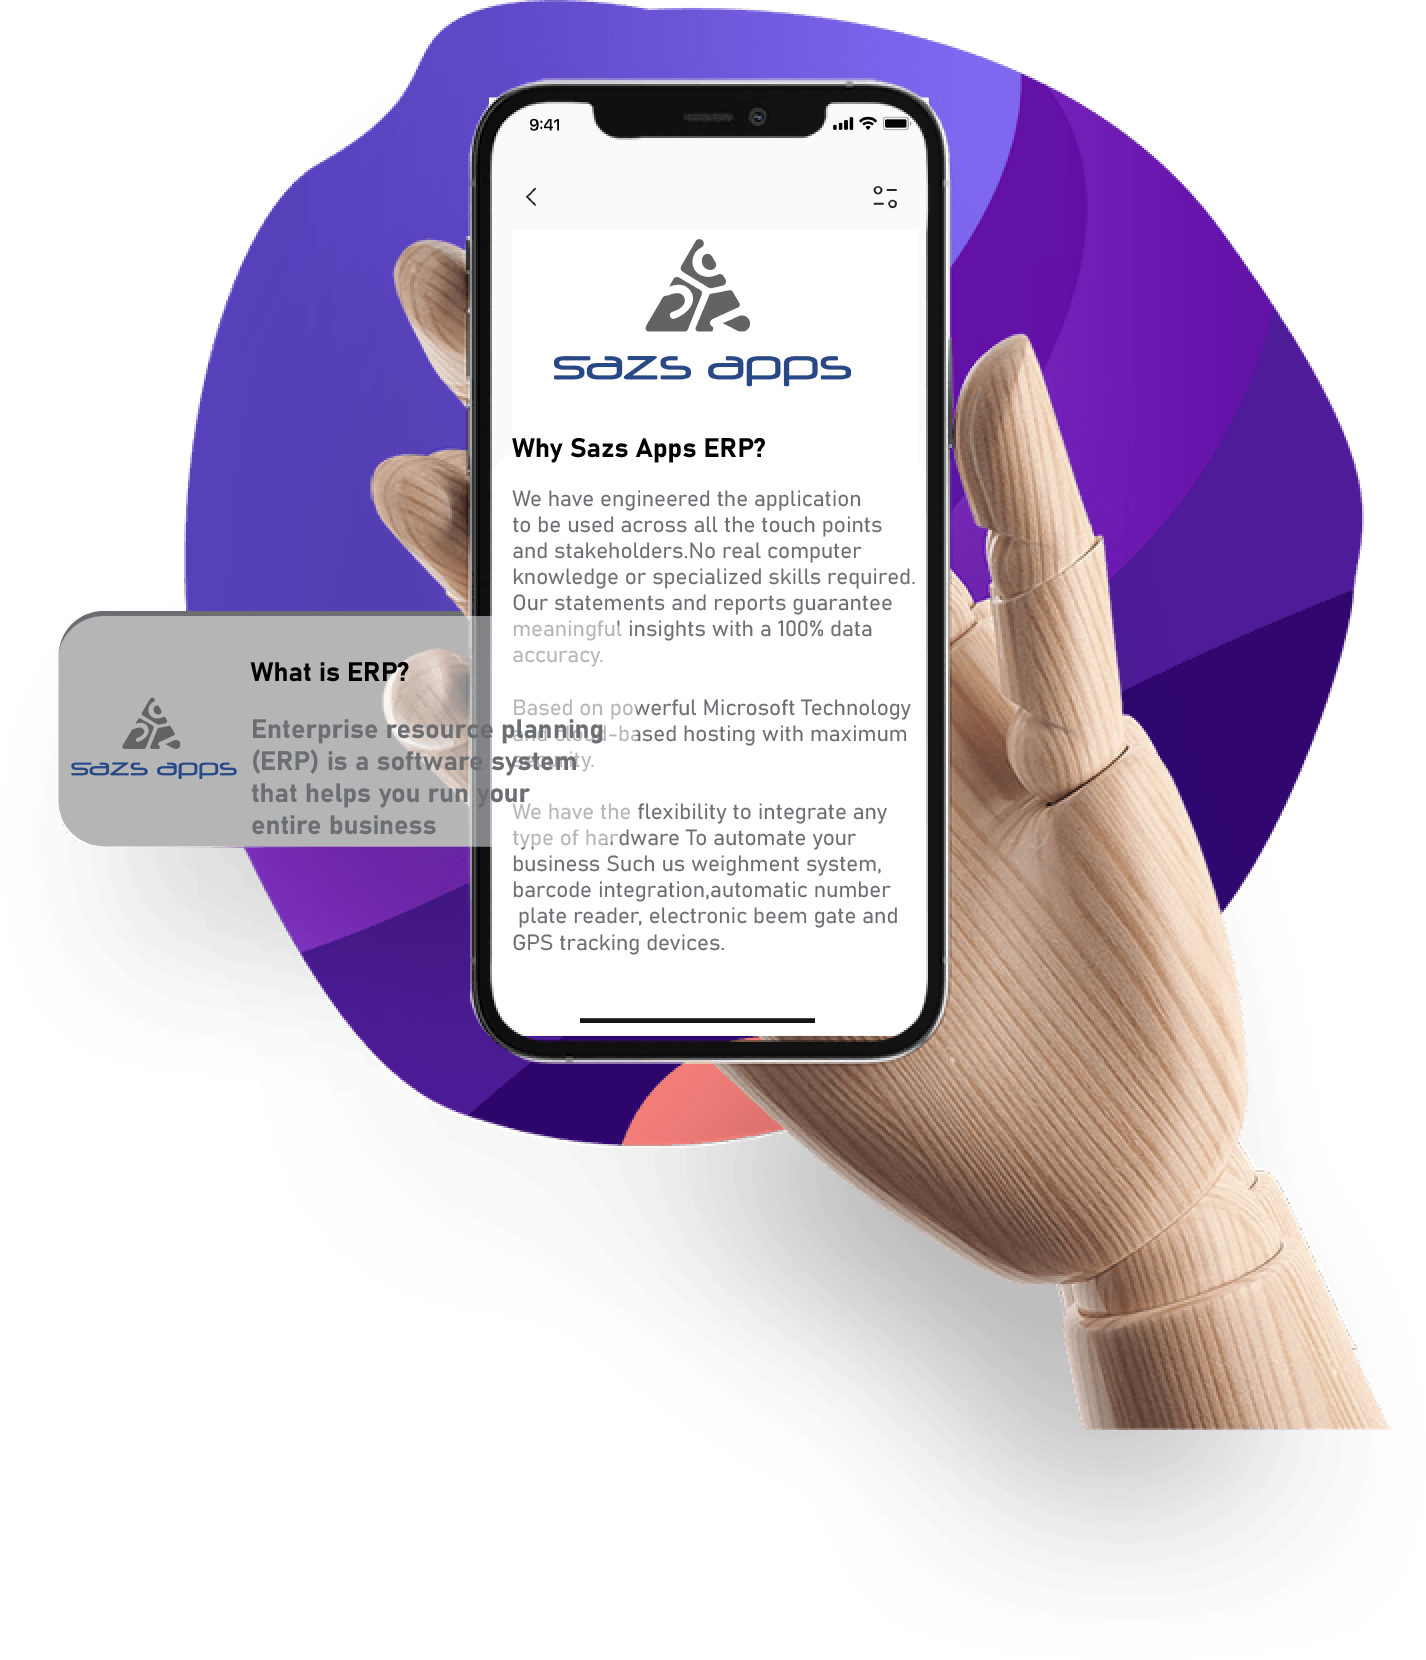 9:41
sazs apps
Why Sazs Apps ERP?
We have engineered the application
to be used across all the touch points
and stakeholders.No real computer
knowledge or specialized skills required.
Our statements and reports guarantee
meaningful insights with a 100% data
accuracy.
Based on powerful Microsoft Technology
and cloud-based hosting with maximum
security.
We have the flexibility to integrate any
type of hardware To automate your
business Such us weighment system,
barcode integration,automatic number
plate reader, electronic beem gate and
GPS tracking devices.
What is ERP?
sazs apps
Enterprise resource planning
(ERP) is a software system
that helps you run your
entire business